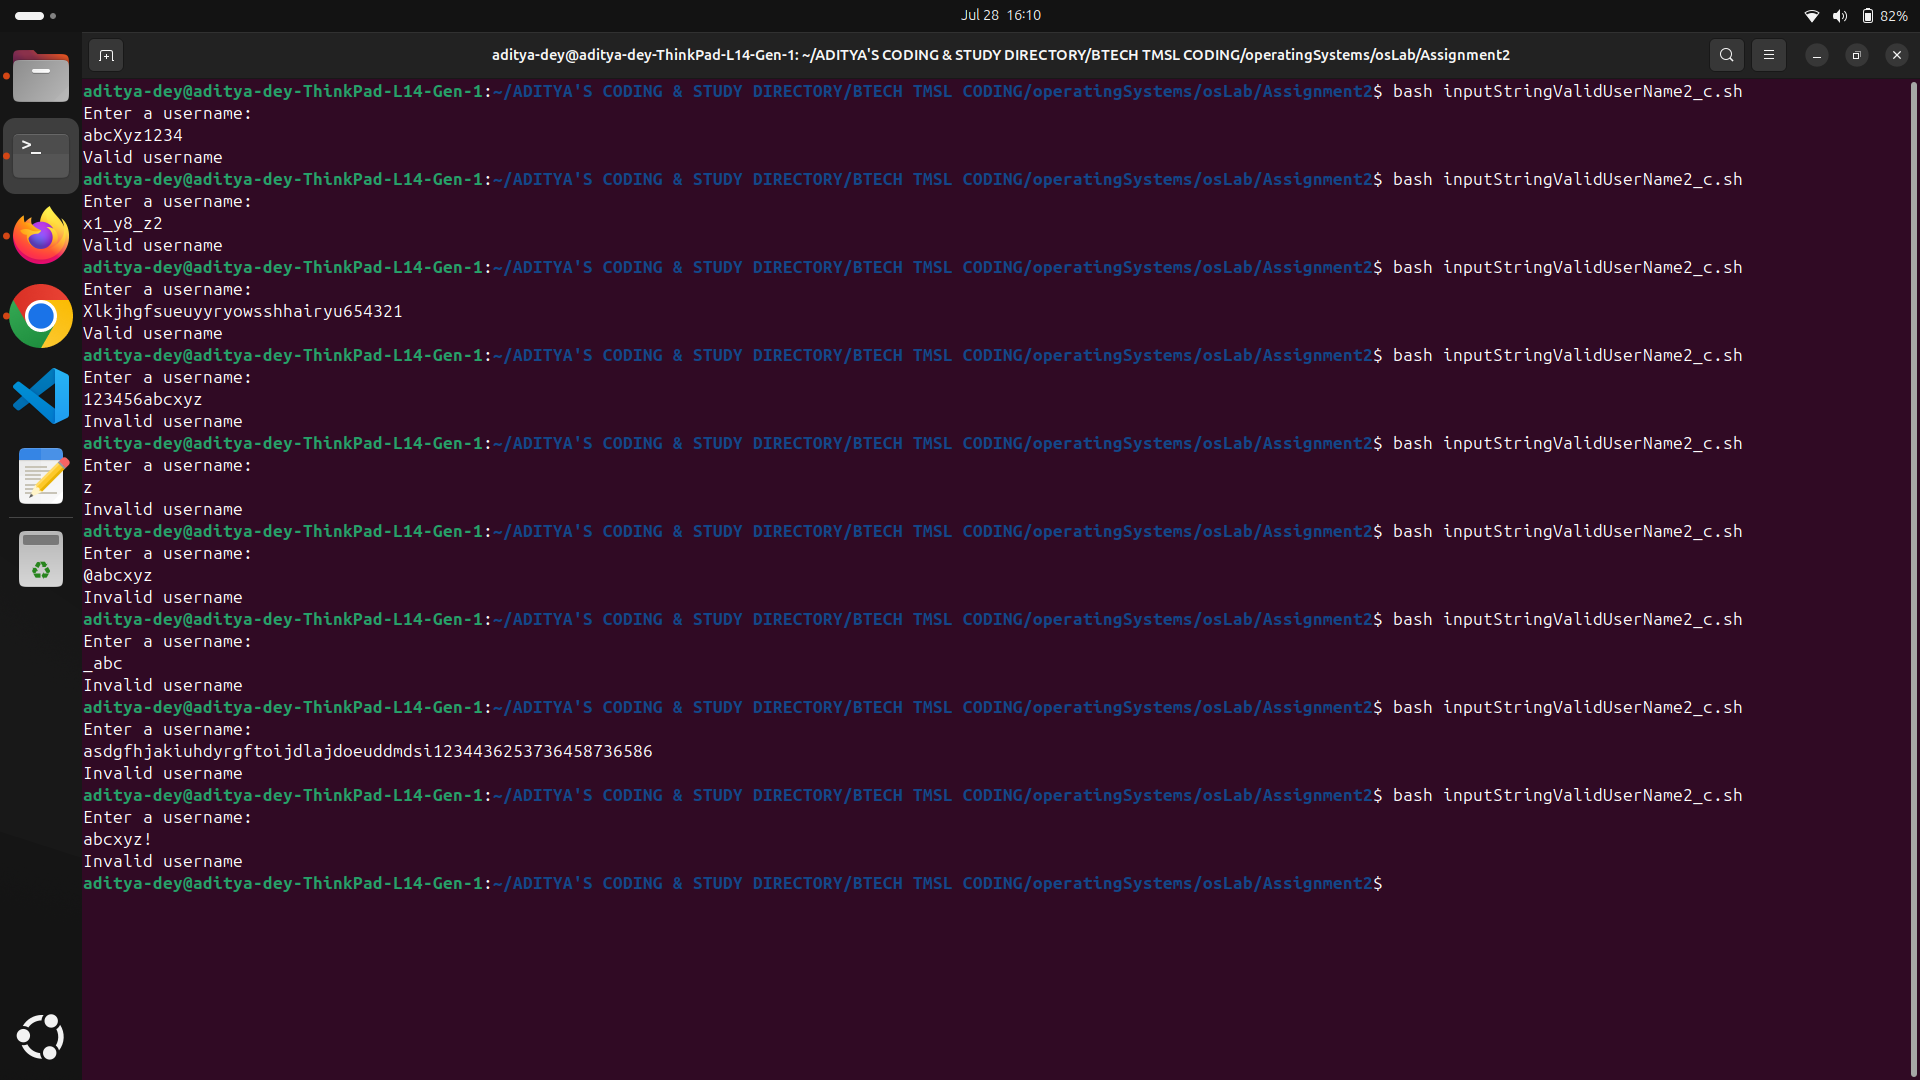 Jul 28 16:10
82%
aditya-dey@aditya-dey-ThinkPad-L14-Gen-1: ~/ADITYA'S CODING & STUDY DIRECTORY/BTECH TMSL CODING/operatingSystems/osLab/Assignment2
aditya-dey@aditya-dey-ThinkPad-L14-Gen-1:~/ADITYA'S CODING & STUDY DIRECTORY/BTECH TMSL CODING/operatingSystems/osLab/Assignment2$ bash inputStringValidUserName2_c.sh
Enter a username:
abcXyz1234
Valid username
aditya-dey@aditya-dey-ThinkPad-L14-Gen-1:~/ADITYA'S CODING & STUDY DIRECTORY/BTECH TMSL CODING/operatingSystems/osLab/Assignment2$ bash inputStringValidUserName2_c.sh
Enter a username:
x1_y8_z2
Valid username
aditya-dey@aditya-dey-ThinkPad-L14-Gen-1:~/ADITYA'S CODING & STUDY DIRECTORY/BTECH TMSL CODING/operatingSystems/osLab/Assignment2$ bash inputStringValidUserName2_c.sh
Enter a username:
Xlkjhgfsueuyyryowsshhairyu654321
Valid username
aditya-dey@aditya-dey-ThinkPad-L14-Gen-1:~/ADITYA'S CODING & STUDY DIRECTORY/BTECH TMSL CODING/operatingSystems/osLab/Assignment2$ bash inputStringValidUserName2_c.sh
Enter a username:
123456abcxyz
Invalid username
aditya-dey@aditya-dey-ThinkPad-L14-Gen-1:~/ADITYA'S CODING & STUDY DIRECTORY/BTECH TMSL CODING/operatingSystems/osLab/Assignment2$ bash inputStringValidUserName2_c.sh
Enter a username:
z
Invalid username
aditya-dey@aditya-dey-ThinkPad-L14-Gen-1:~/ADITYA'S CODING & STUDY DIRECTORY/BTECH TMSL CODING/operatingSystems/osLab/Assignment2$ bash inputStringValidUserName2_c.sh
Enter a username:
@abcxyz
Invalid username
aditya-dey@aditya-dey-ThinkPad-L14-Gen-1:~/ADITYA'S CODING & STUDY DIRECTORY/BTECH TMSL CODING/operatingSystems/osLab/Assignment2$ bash inputStringValidUserName2_c.sh
Enter a username:
_abc
Invalid username
aditya-dey@aditya-dey-ThinkPad-L14-Gen-1:~/ADITYA'S CODING & STUDY DIRECTORY/BTECH TMSL CODING/operatingSystems/osLab/Assignment2$ bash inputStringValidUserName2_c.sh
Enter a username:
asdgfhjakiuhdyrgftoijdlajdoeuddmdsi1234436253736458736586
Invalid username
aditya-dey@aditya-dey-ThinkPad-L14-Gen-1:~/ADITYA'S CODING & STUDY DIRECTORY/BTECH TMSL CODING/operatingSystems/osLab/Assignment2$ bash inputStringValidUserName2_c.sh
Enter a username:
abcxyz!
Invalid username
aditya-dey@aditya-dey-ThinkPad-L14-Gen-1:~/ADITYA'S CODING & STUDY DIRECTORY/BTECH TMSL CODING/operatingSystems/osLab/Assignment2$